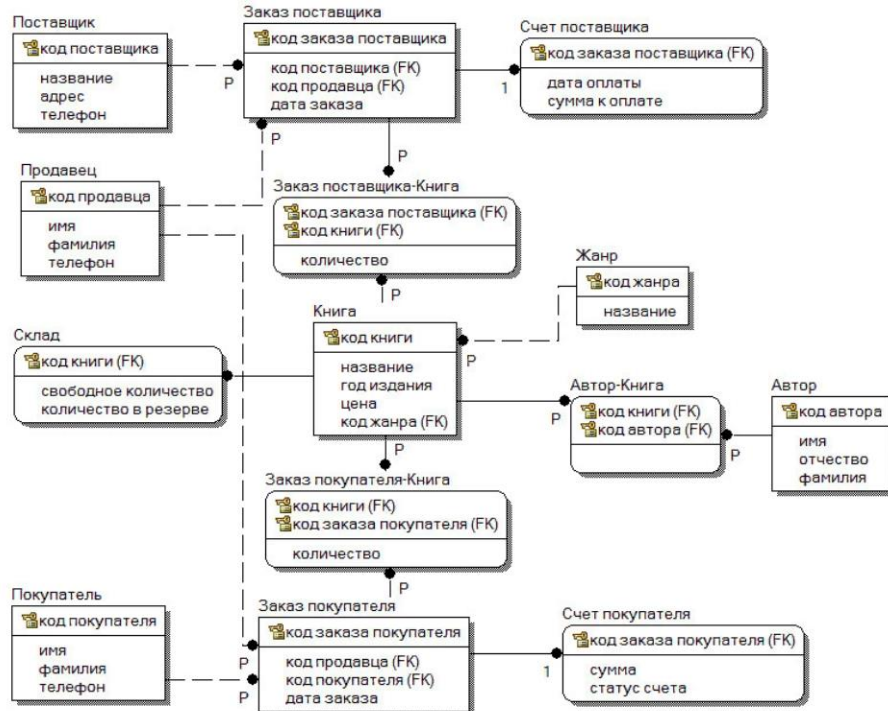 Поставщик
код поставщика
название
адрес
телефон
Заказ поставщика
код заказа поставщика
код поставщика (FK)
код продавца (FK)
дата заказа
Счет поставщика
код заказа поставщика (FK)
дата оплаты
сумма к оплате
P
1
P
P
Продавец
код продавца
имя
фамилия
телефон
Заказ поставщика-Книга
код заказа поставщика (FK)
код книги (FK)
количество
P
Жанр
код жанра
название
Склад
код книги (FK)
свободное количество
количество в резерве
Книга
код книги
название
год издания
цена
код жанра (FK)
P
Автор-Книга
код книги (FK)
код автора (FK)
P
P
Автор
код автора
имя
отчество
фамилия
P
Заказ покупателя-Книга
код книги (FK)
код заказа покупателя (FK)
количество
P
Покупатель
код покупателя
имя
фамилия
телефон
Заказ покупателя
код заказа покупателя
код продавца (FK)
код покупателя (FK)
дата заказа
P
P
Счет покупателя
код заказа покупателя (FK)
сумма
статус счета
1